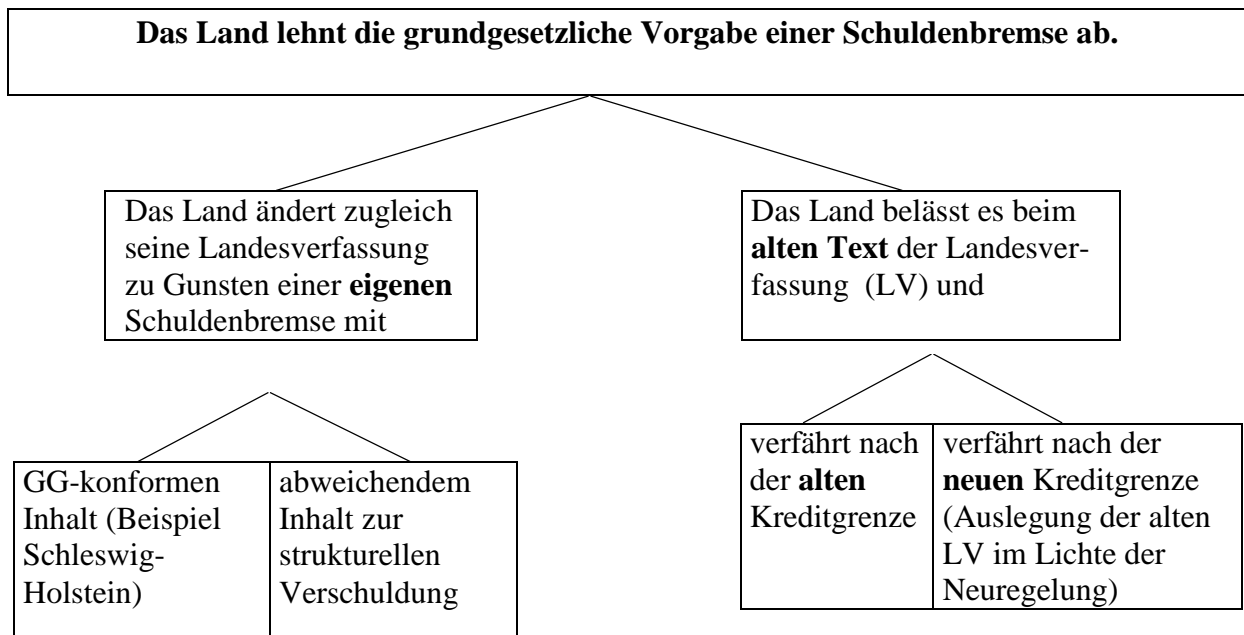 Das Land lehnt die grundgesetzliche Vorgabe einer Schuldenbremse ab.
Das Land ändert zugleich
seine Landesverfassung
zu Gunsten einer eigenen
Schuldenbremse mit
Das Land belässt es beim
alten Text der Landesver-
fassung (LV) und
GG-konformen
Inhalt (Beispiel
Schleswig-
Holstein)
abweichendem
Inhalt zur
strukturellen
Verschuldung
verfährt nach
der alten
Kreditgrenze
verfährt nach der
neuen Kreditgrenze
(Auslegung der alten
LV im Lichte der
Neuregelung)